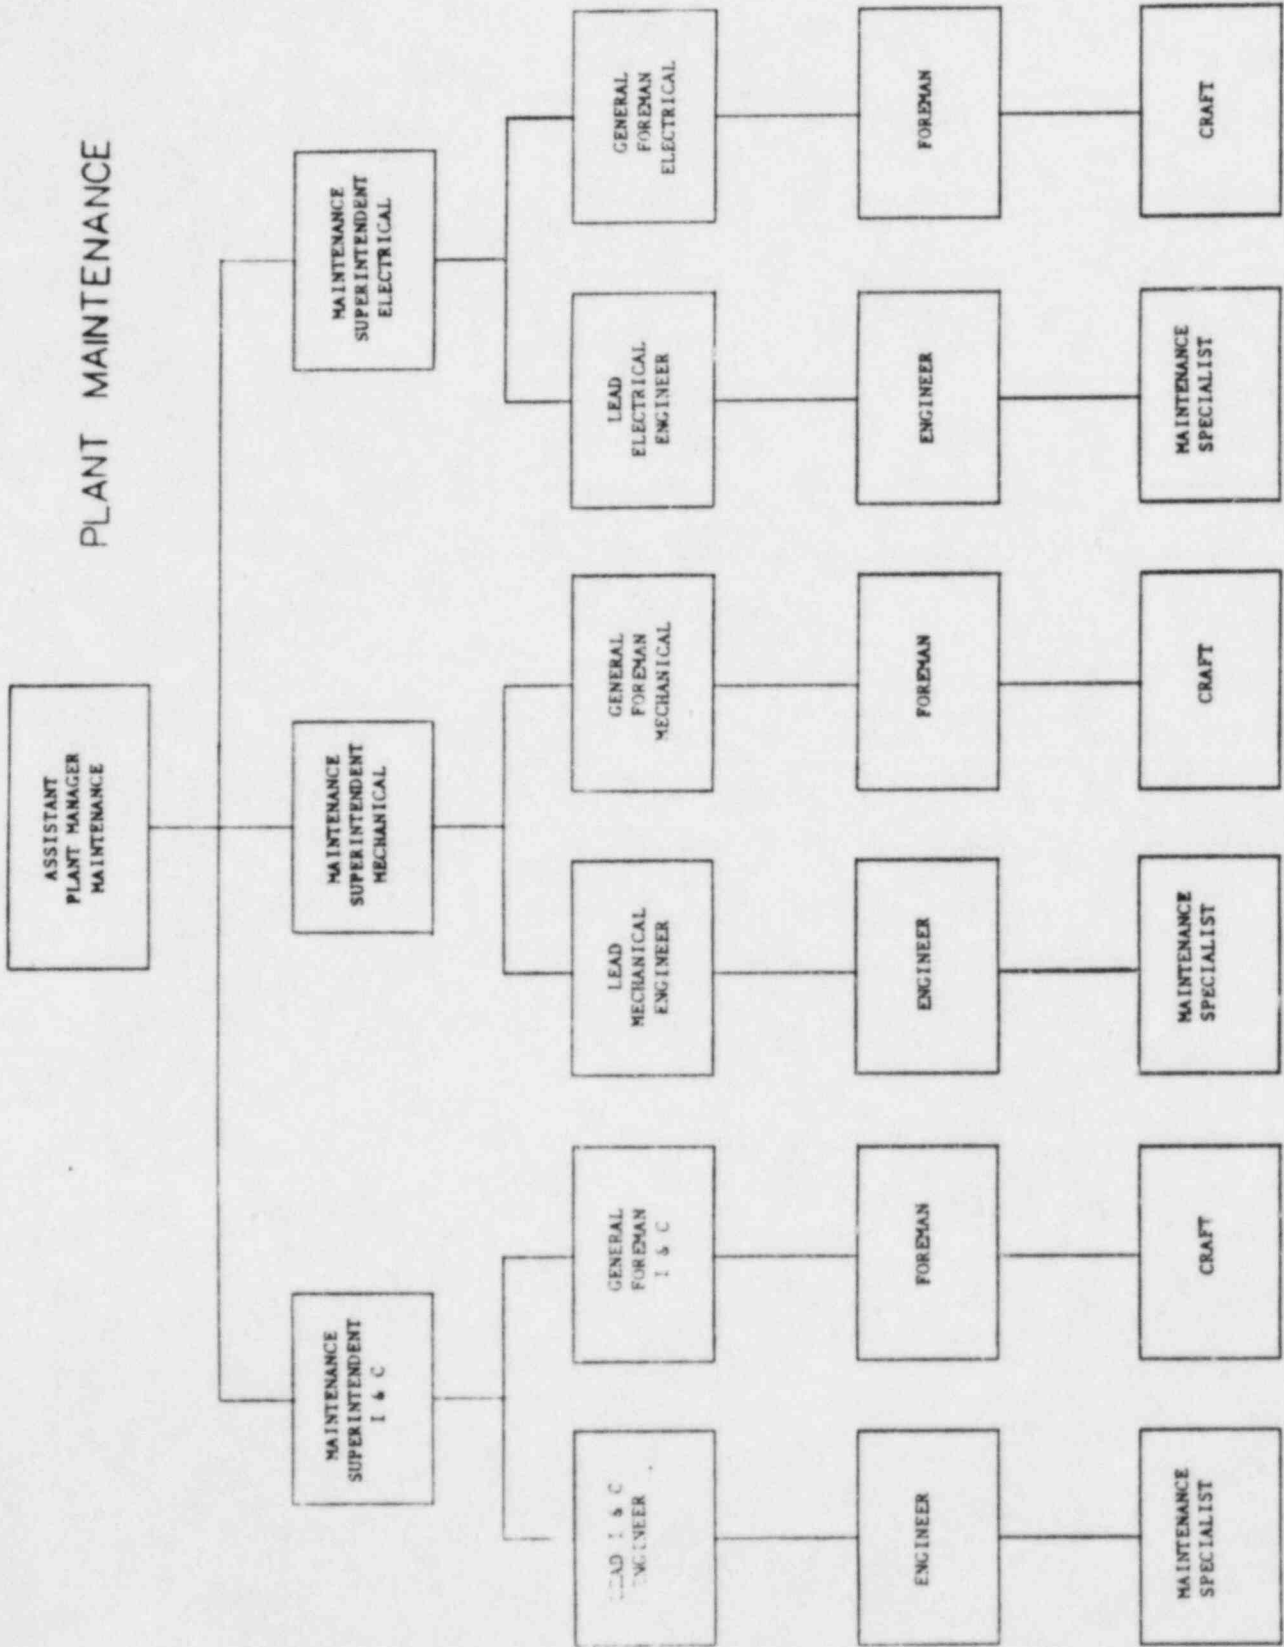 PLANT MAINTENANCE
ASSISTANT
PLANT MANAGER
MAINTENANCE
MAINTENANCE
SUPERINTENDENT
I & C
MAINTENANCE
SUPERINTENDENT
MECHANICAL
MAINTENANCE
SUPERINTENDENT
ELECTRICAL
LEAD I & C
ENGINEER
GENERAL
FOREMAN
I & C
LEAD
MECHANICAL
ENGINEER
GENERAL
FOREMAN
MECHANICAL
LEAD
ELECTRICAL
ENGINEER
GENERAL
FOREMAN
ELECTRICAL
ENGINEER
FOREMAN
ENGINEER
FOREMAN
ENGINEER
FOREMAN
MAINTENANCE
SPECIALIST
CRAFT
MAINTENANCE
SPECIALIST
CRAFT
MAINTENANCE
SPECIALIST
CRAFT